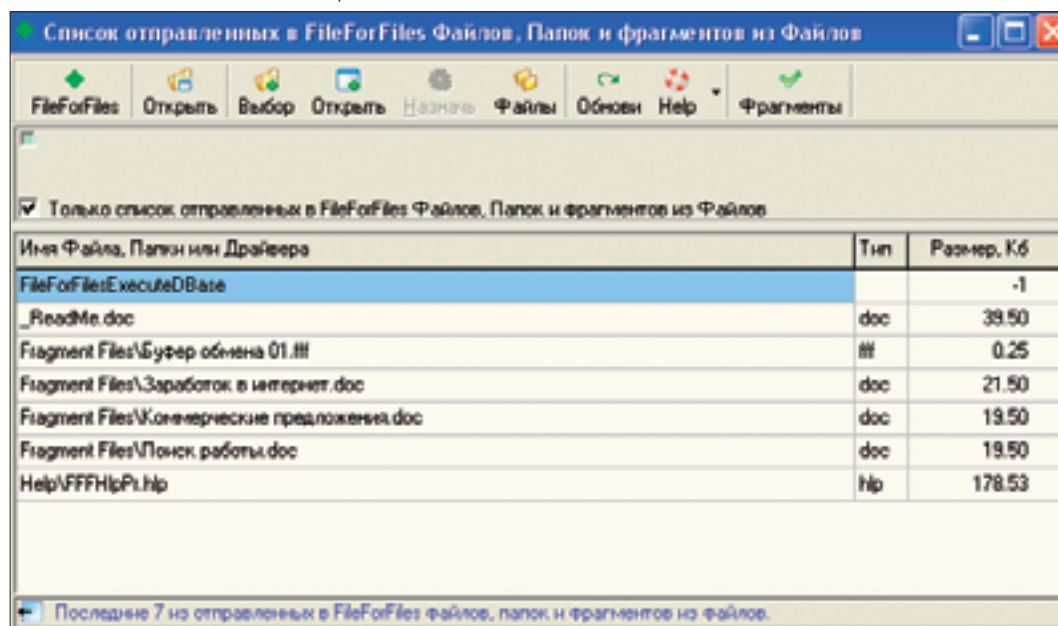 Список отправленных в FileForFiles Файлов, Папок и фрагментов из Файлов
FileForFiles Открыть Выбор Открыть Назначь Файлы Обнови Help Фрагменты
Только список отправленных в FileForFiles Файлов, Папок и фрагментов из Файлов
Имя Файла, Папки или Драйвера Тип Размер, Кб
FileForFilesExecuteDBase -1
_ReadMe.doc doc 39.50
Fragment Files\Буфер обмена 01.fff fff 0.25
Fragment Files\Заработок в интернет.doc doc 21.50
Fragment Files\Коммерческие предложения.doc doc 19.50
Fragment Files\Поиск работы.doc doc 19.50
Help\FFFHlpPr.hlp hlp 178.53
Последние 7 из отправленных в FileForFiles файлов, папок и фрагментов из файлов.